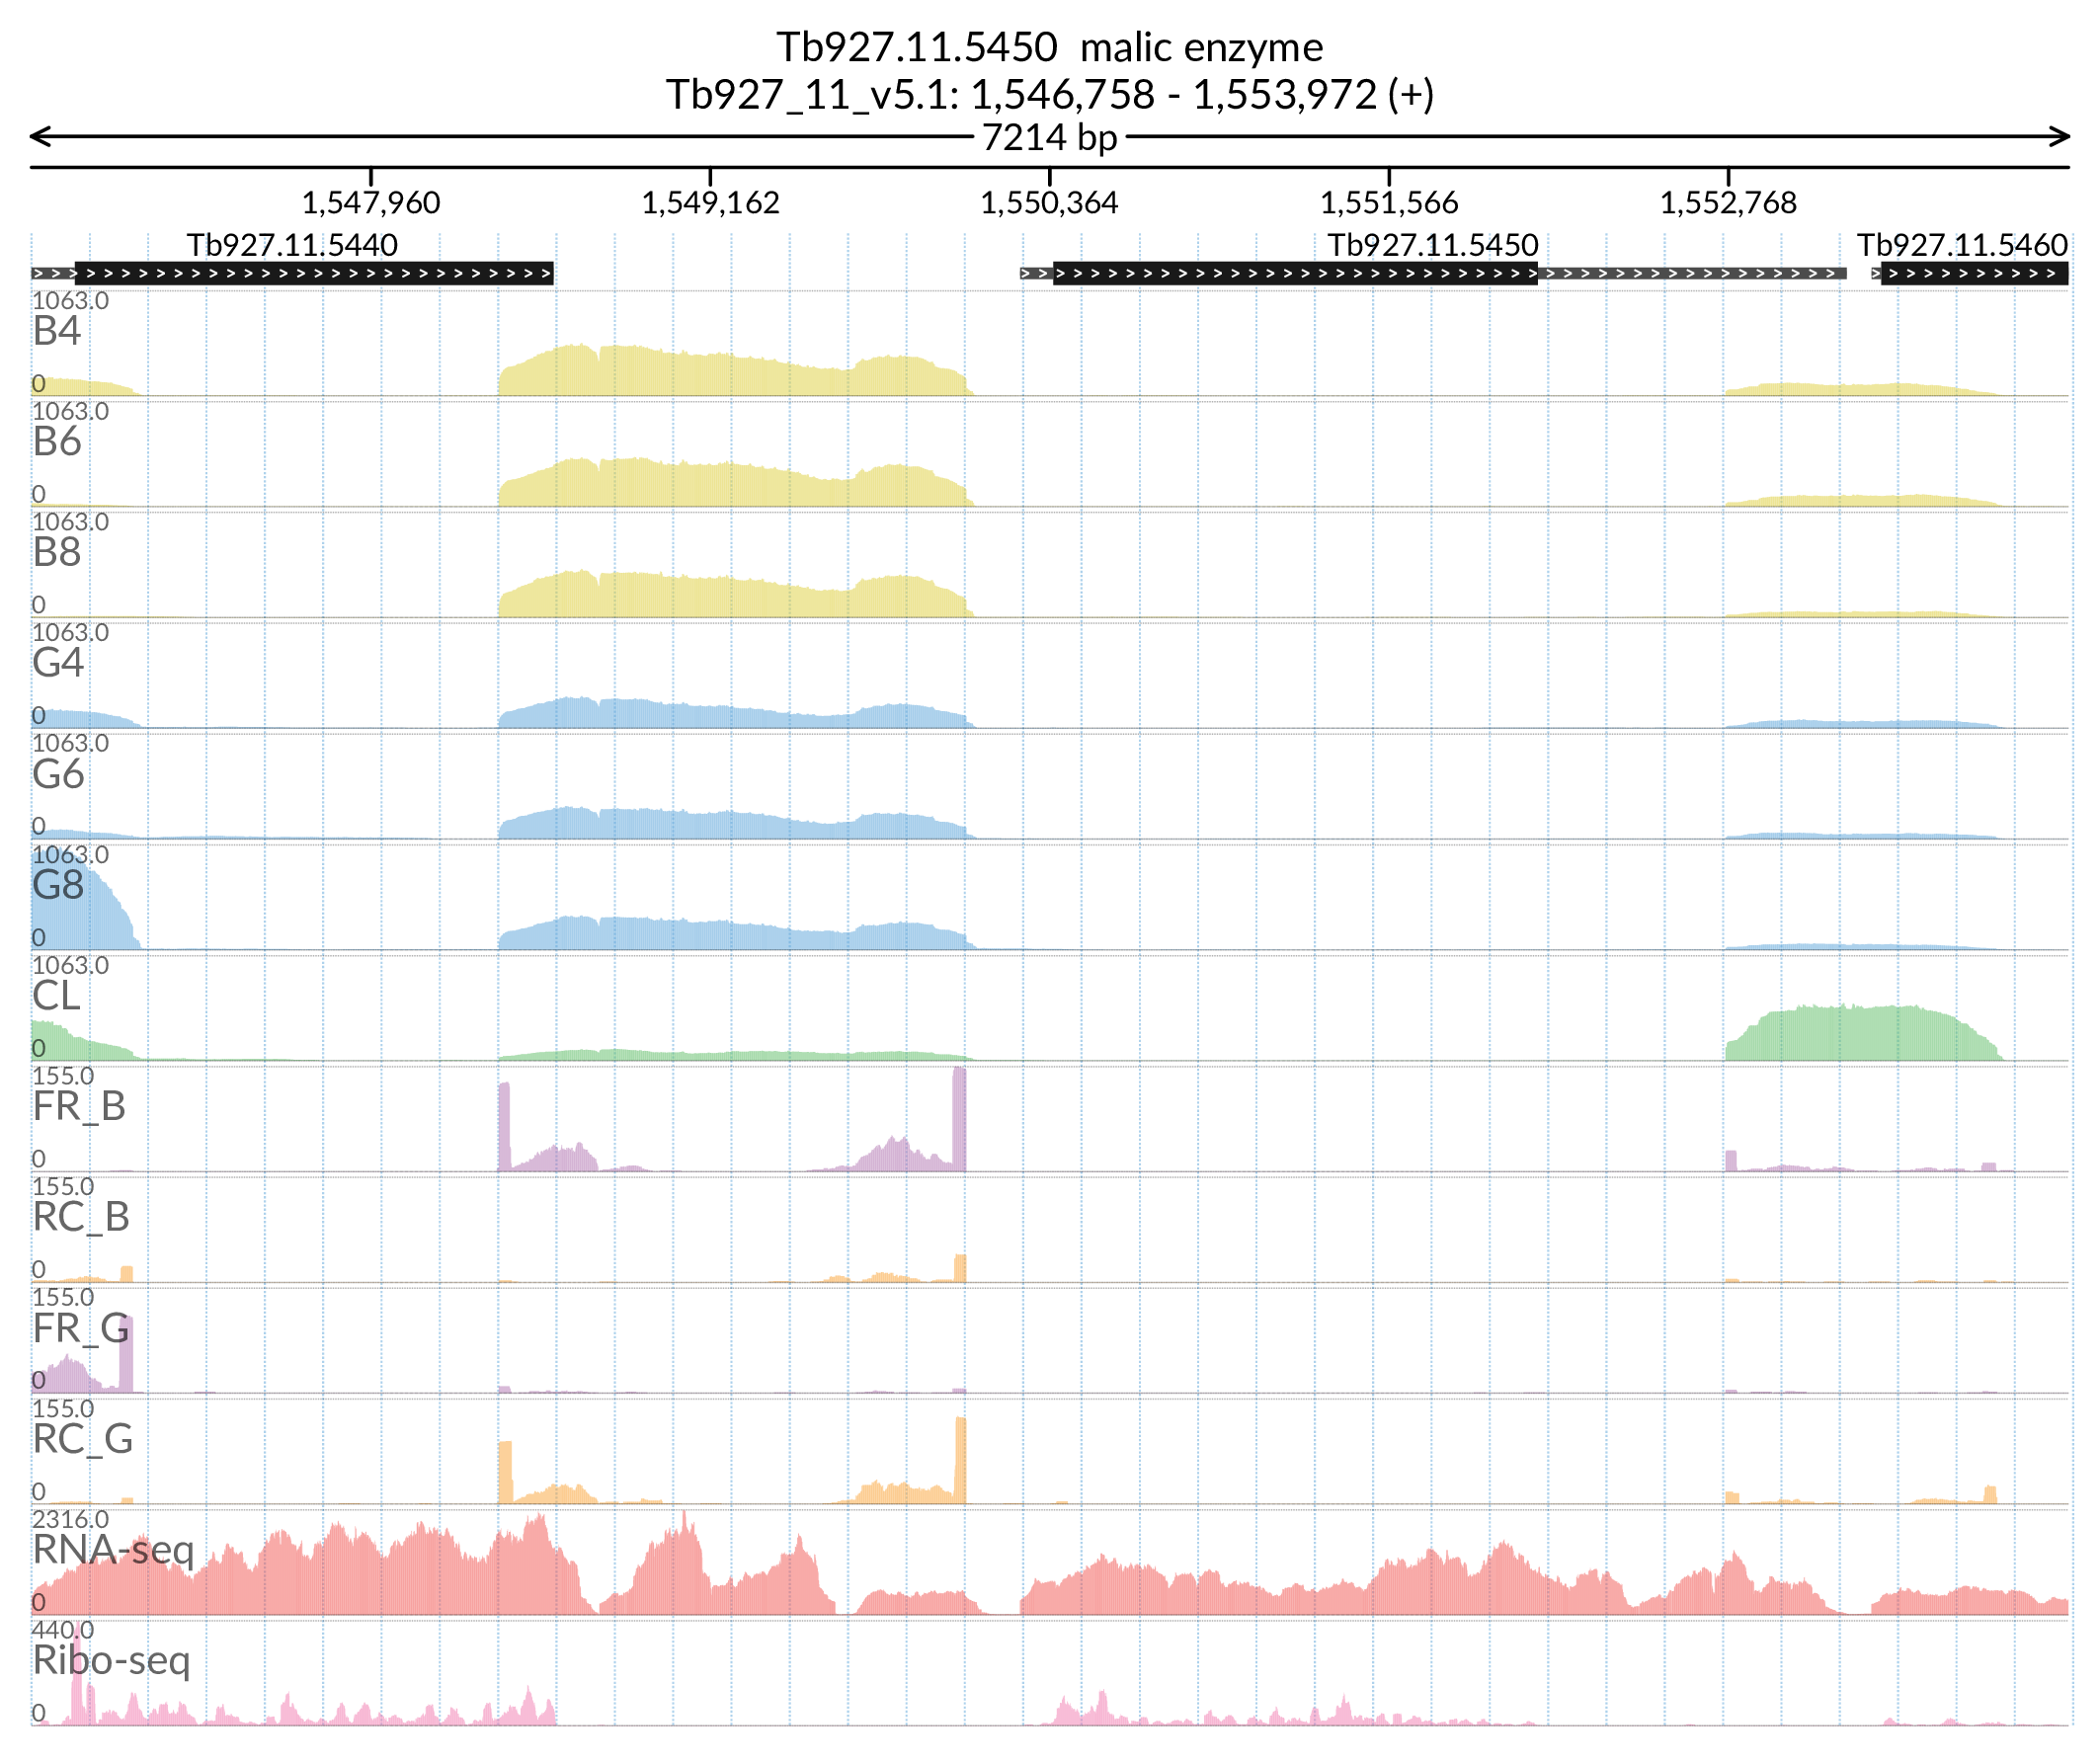 Tb927.11.5450 malic enzyme
Tb927_11_v5.1: 1,546,758 - 1,553,972 (+)
7214 bp
1,547,960 1,549,162 1,550,364 1,551,566 1,552,768
Tb927.11.5440 Tb927.11.5450 Tb927.11.5460
1063.0
B4
0
1063.0
B6
0
1063.0
B8
0
1063.0
G4
0
1063.0
G6
0
1063.0
G8
0
1063.0
CL
0
155.0
FR_B
0
155.0
RC_B
0
155.0
FR_G
0
155.0
RC_G
0
2316.0
RNA-seq
0
440.0
Ribo-seq
0